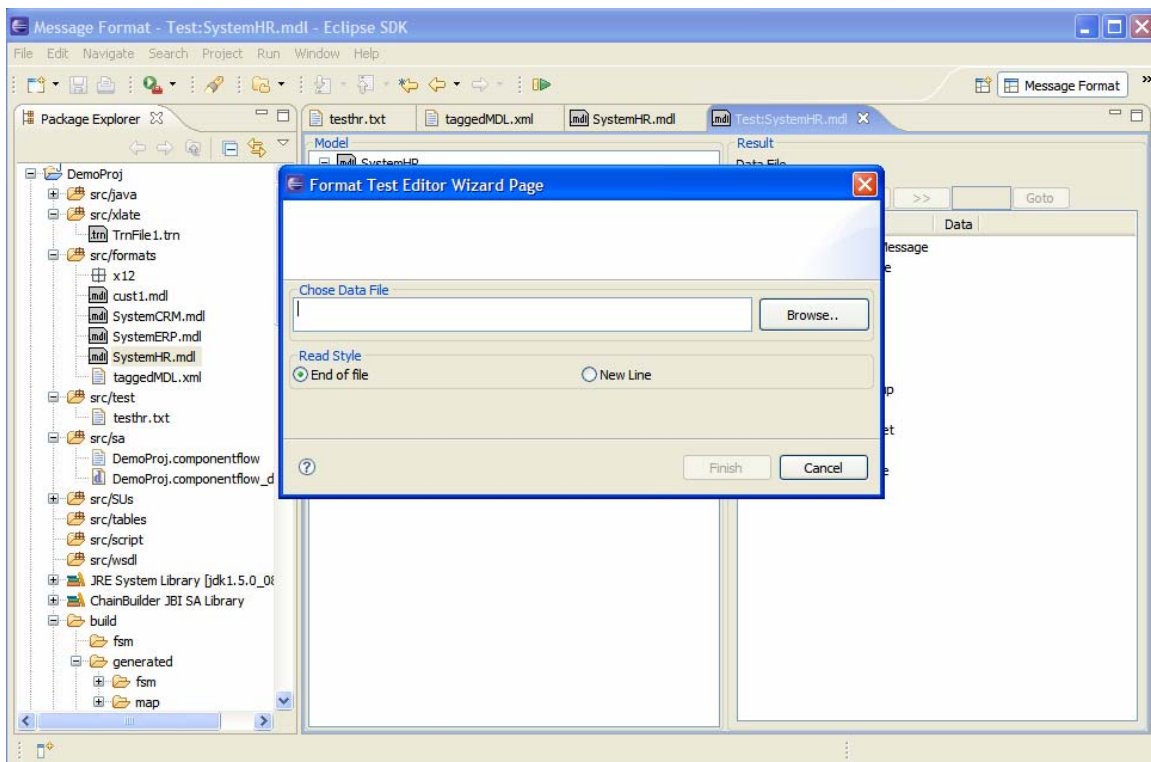 Message Format - Test:SystemHR.mdl - Eclipse SDK
File Edit Navigate Search Project Run Window Help
Message Format
Package Explorer
testhr.txt
taggedMDL.xml
SystemHR.mdl
Test:SystemHR.mdl
Model
SystemHR
Result
Data File
>>
Goto
Data
DemoProj
src/java
src/xlate
TrnFile1.trn
src/formats
x12
cust1.mdl
SystemCRM.mdl
SystemERP.mdl
SystemHR.mdl
taggedMDL.xml
src/test
testhr.txt
src/sa
DemoProj.componentflow
DemoProj.componentflow_d
src/SUs
src/tables
src/script
src/wsdl
JRE System Library [jdk1.5.0_08
ChainBuilder JBI SA Library
build
fsm
generated
fsm
map
Format Test Editor Wizard Page
Chose Data File
Browse..
Read Style
End of file
New Line
Finish
Cancel